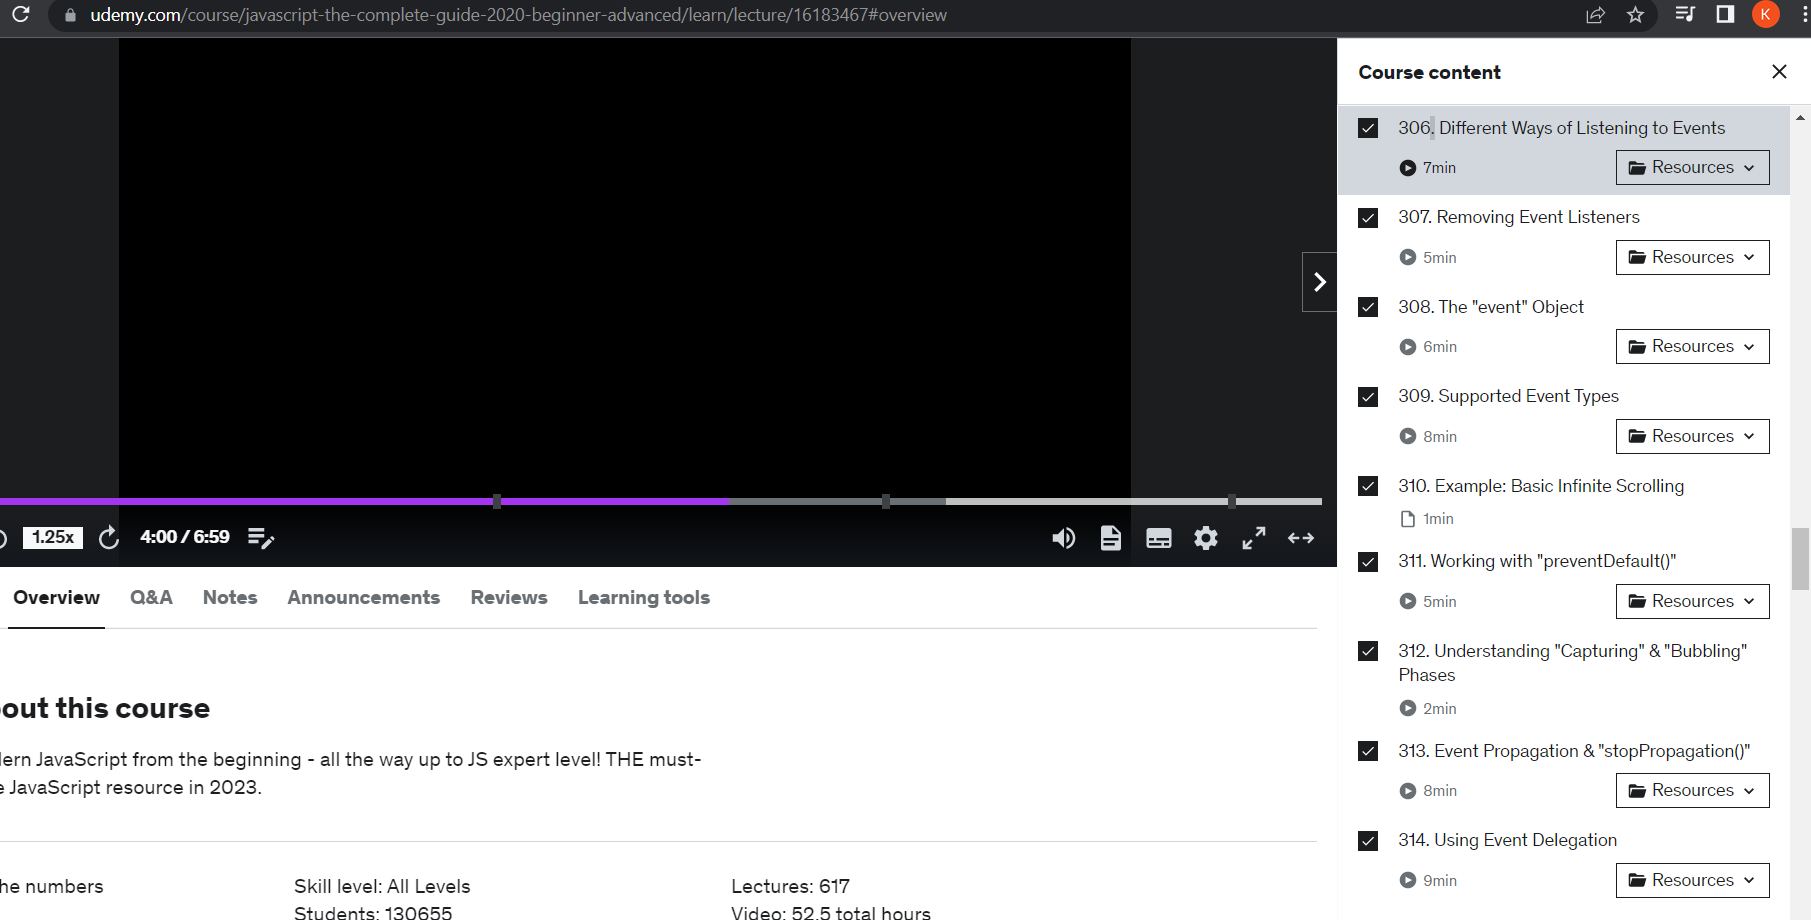 udemy.com/course/javascript-the-complete-guide-2020-beginner-advanced/learn/lecture/16183467#overview
K
1.25x
4:00 / 6:59
Overview
Q&A
Notes
Announcements
Reviews
Learning tools
out this course
ern JavaScript from the beginning - all the way up to JS expert level! THE must-
e JavaScript resource in 2023.
he numbers
Skill level: All Levels
Students: 130655
Lectures: 617
Video: 52.5 total hours
Course content
306. Different Ways of Listening to Events
7min
Resources
307. Removing Event Listeners
5min
Resources
308. The "event" Object
6min
Resources
309. Supported Event Types
8min
Resources
310. Example: Basic Infinite Scrolling
1min
311. Working with "preventDefault()"
5min
Resources
312. Understanding "Capturing" & "Bubbling"
Phases
2min
313. Event Propagation & "stopPropagation()"
8min
Resources
314. Using Event Delegation
9min
Resources